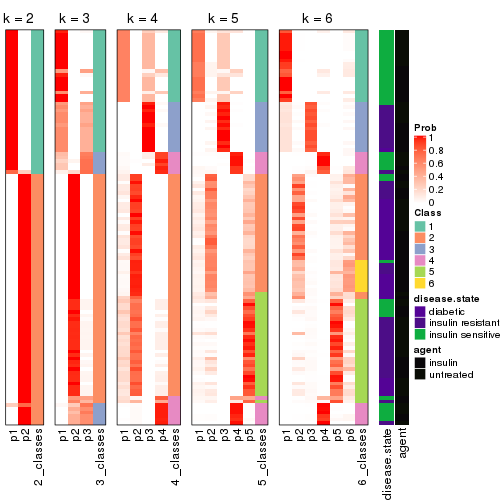 k = 2 k = 3 k = 4 k = 5 k = 6
p1 p2 2_classes p1 p2 p3 3_classes p1 p2 p3 p4 4_classes p1 p2 p3 p4 p5 5_classes p1 p2 p3 p4 p5 p6 6_classes disease.state agent
Prob
1
0.8
0.6
0.4
0.2
0
Class
1
2
3
4
5
6
disease.state
diabetic
insulin resistant
insulin sensitive
agent
insulin
untreated